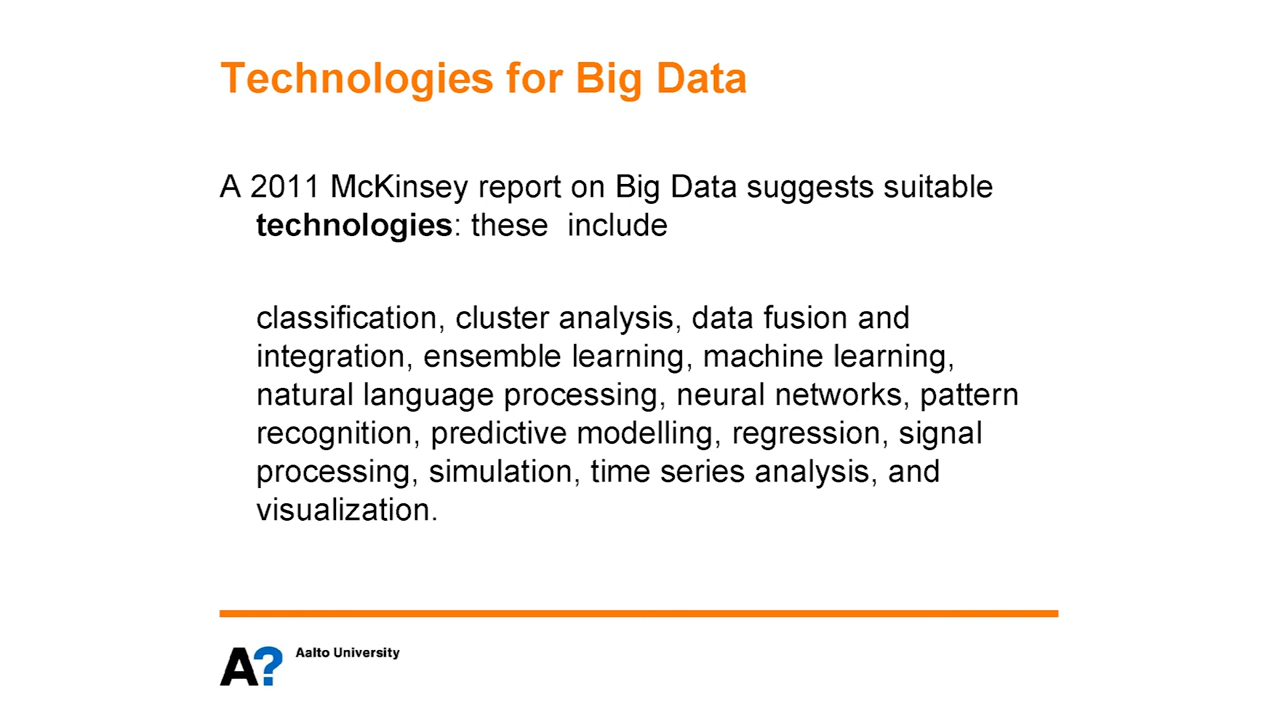 Technologies for Big Data
A 2011 McKinsey report on Big Data suggests suitable
technologies: these  include
classification, cluster analysis, data fusion and
integration, ensemble learning, machine learning,
natural language processing, neural networks, pattern
recognition, predictive modelling, regression, signal
processing, simulation, time series analysis, and
visualization.
A? Aalto University